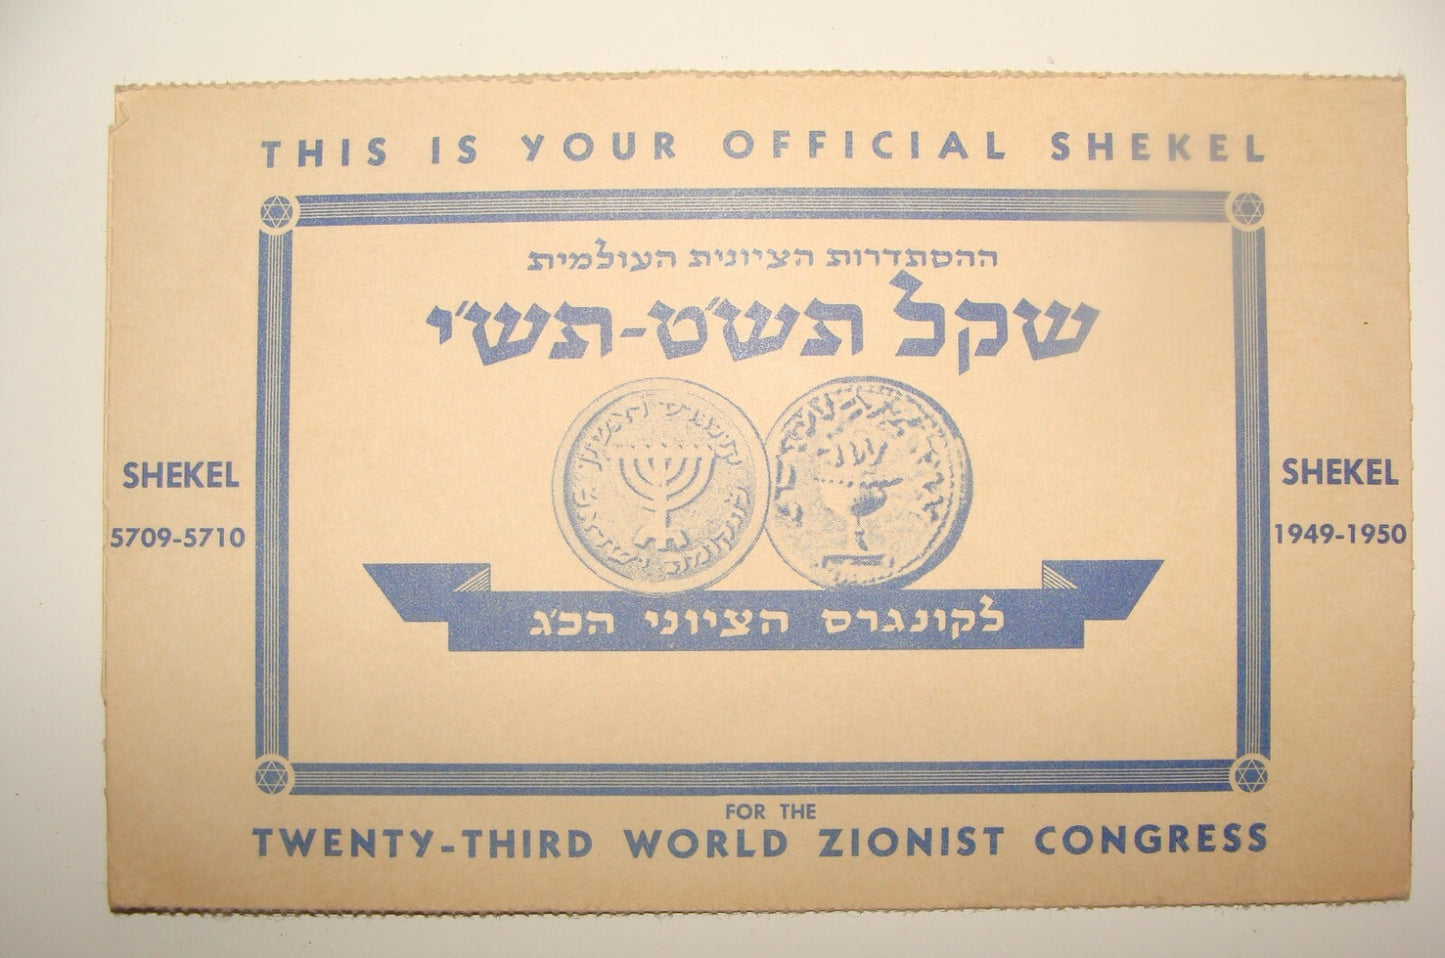 THIS IS YOUR OFFICIAL SHEKEL
ההסתדרות הציונית העולמית
שקל תש"ט-תש"י
SHEKEL
5709-5710
SHEKEL
1949-1950
לקונגרס הציוני הכ"ג
FOR THE
TWENTY-THIRD WORLD ZIONIST CONGRESS